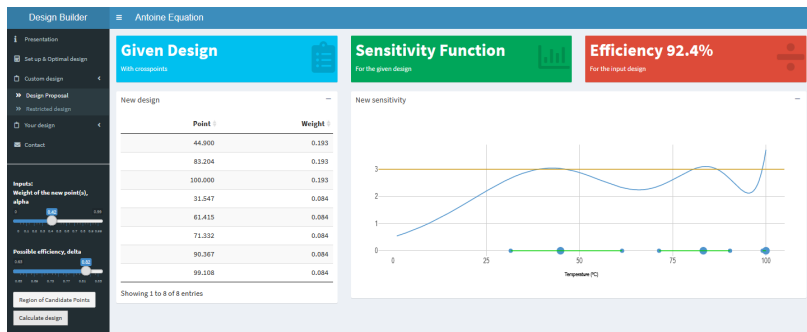 Design Builder
Antoine Equation
Presentation
Set up & Optimal design
Custom design
Design Proposal
Restricted design
Your design
Contact
Inputs:
Weight of the new point(s),
alpha
0 0.42 0.99
Possible efficiency, delta
0.92
Region of Candidate Points
Calculate design
Given Design
With crosspoints
Sensitivity Function
For the given design
Efficiency 92.4%
For the input design
New design
Point Weight
44.900 0.193
83.204 0.193
100.000 0.193
31.547 0.084
61.415 0.084
71.332 0.084
90.367 0.084
99.108 0.084
Showing 1 to 8 of 8 entries
New sensitivity
3
2
1
0
0 25 50 75 100
Temperature (ºC)